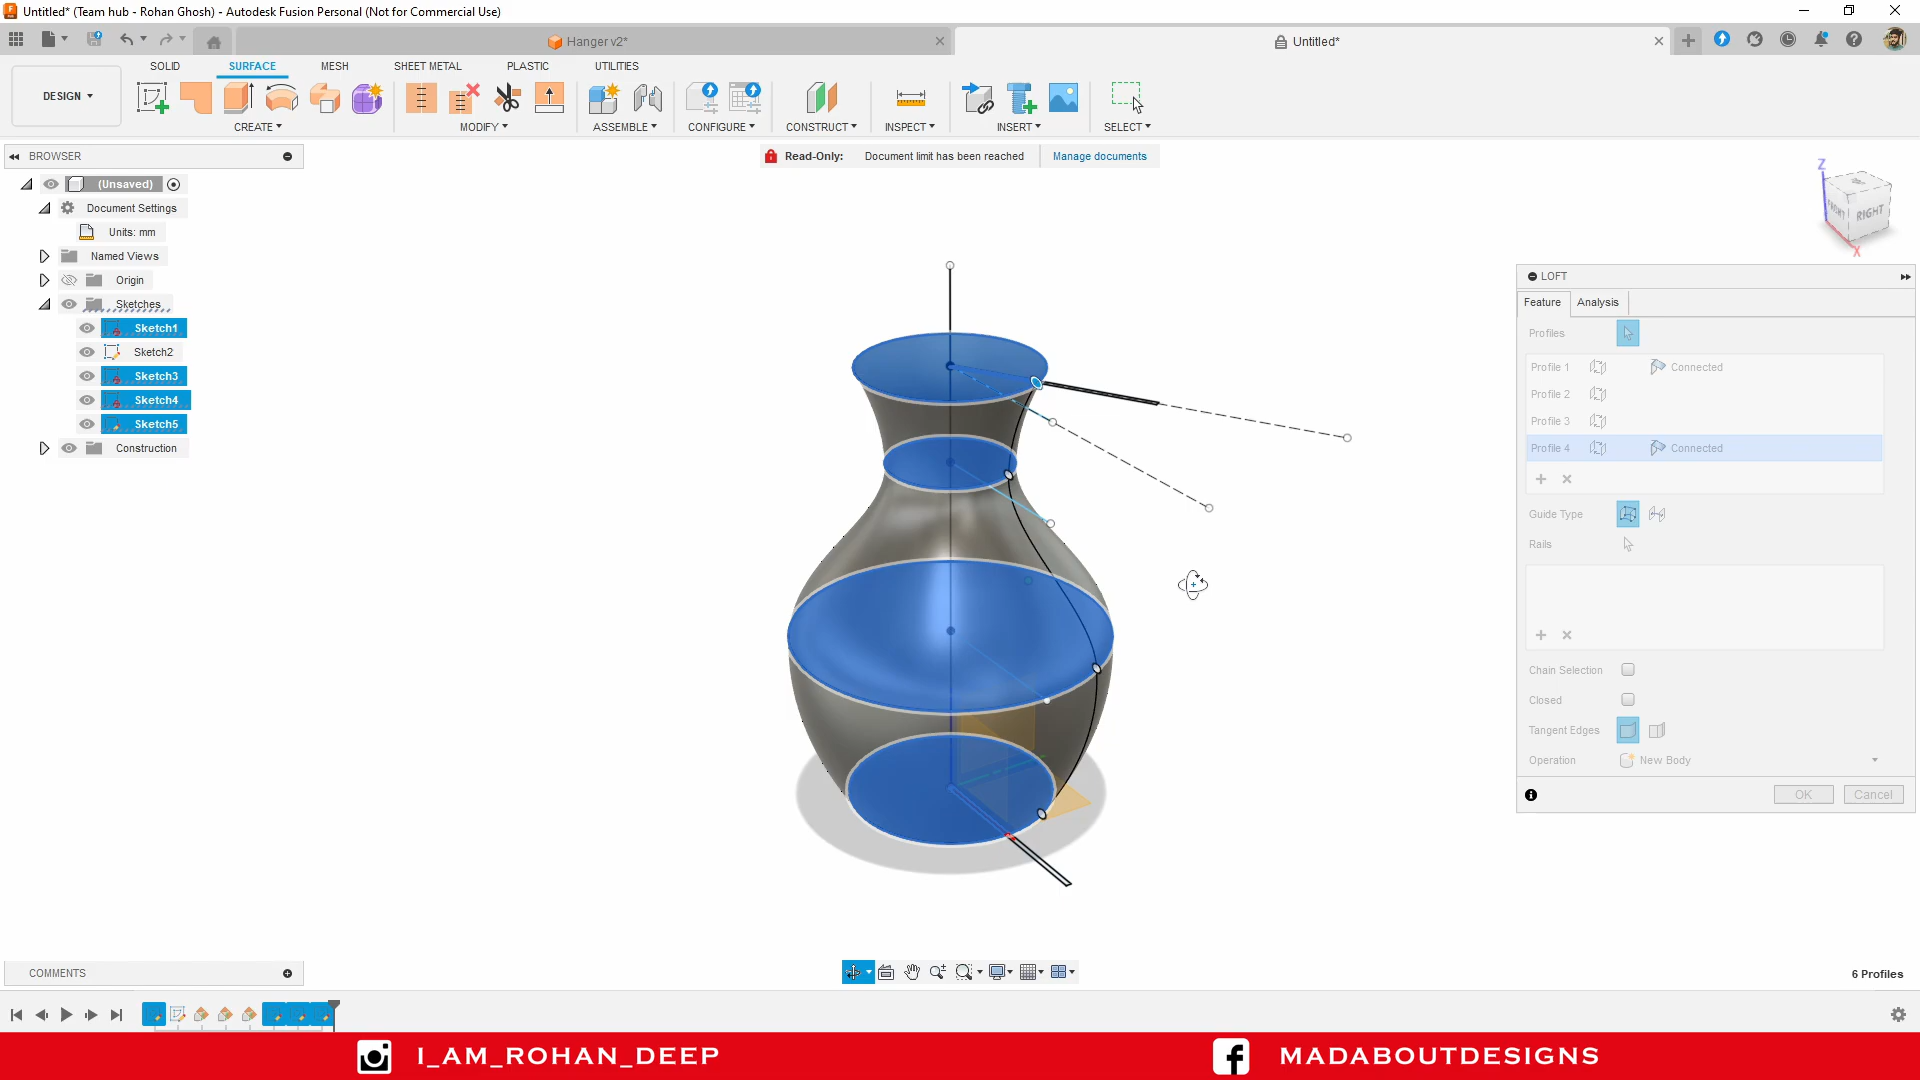 Untitled* (Team hub - Rohan Ghosh) - Autodesk Fusion Personal (Not for Commercial Use)
Hanger v2*
Untitled*
DESIGN
SOLID
SURFACE
MESH
SHEET METAL
PLASTIC
UTILITIES
CREATE
MODIFY
ASSEMBLE
CONFIGURE
CONSTRUCT
INSPECT
INSERT
SELECT
BROWSER
Read-Only: Document limit has been reached Manage documents
(Unsaved)
Document Settings
Units: mm
Named Views
Origin
Sketches
Sketch1
Sketch2
Sketch3
Sketch4
Sketch5
Construction
Z
FRONT
RIGHT
X
LOFT
Feature Analysis
Profiles
Profile 1 Connected
Profile 2
Profile 3
Profile 4 Connected
Guide Type
Rails
Chain Selection
Closed
Tangent Edges
Operation New Body
OK Cancel
COMMENTS
6 Profiles
I_AM_ROHAN_DEEP
MADABOUTDESIGNS